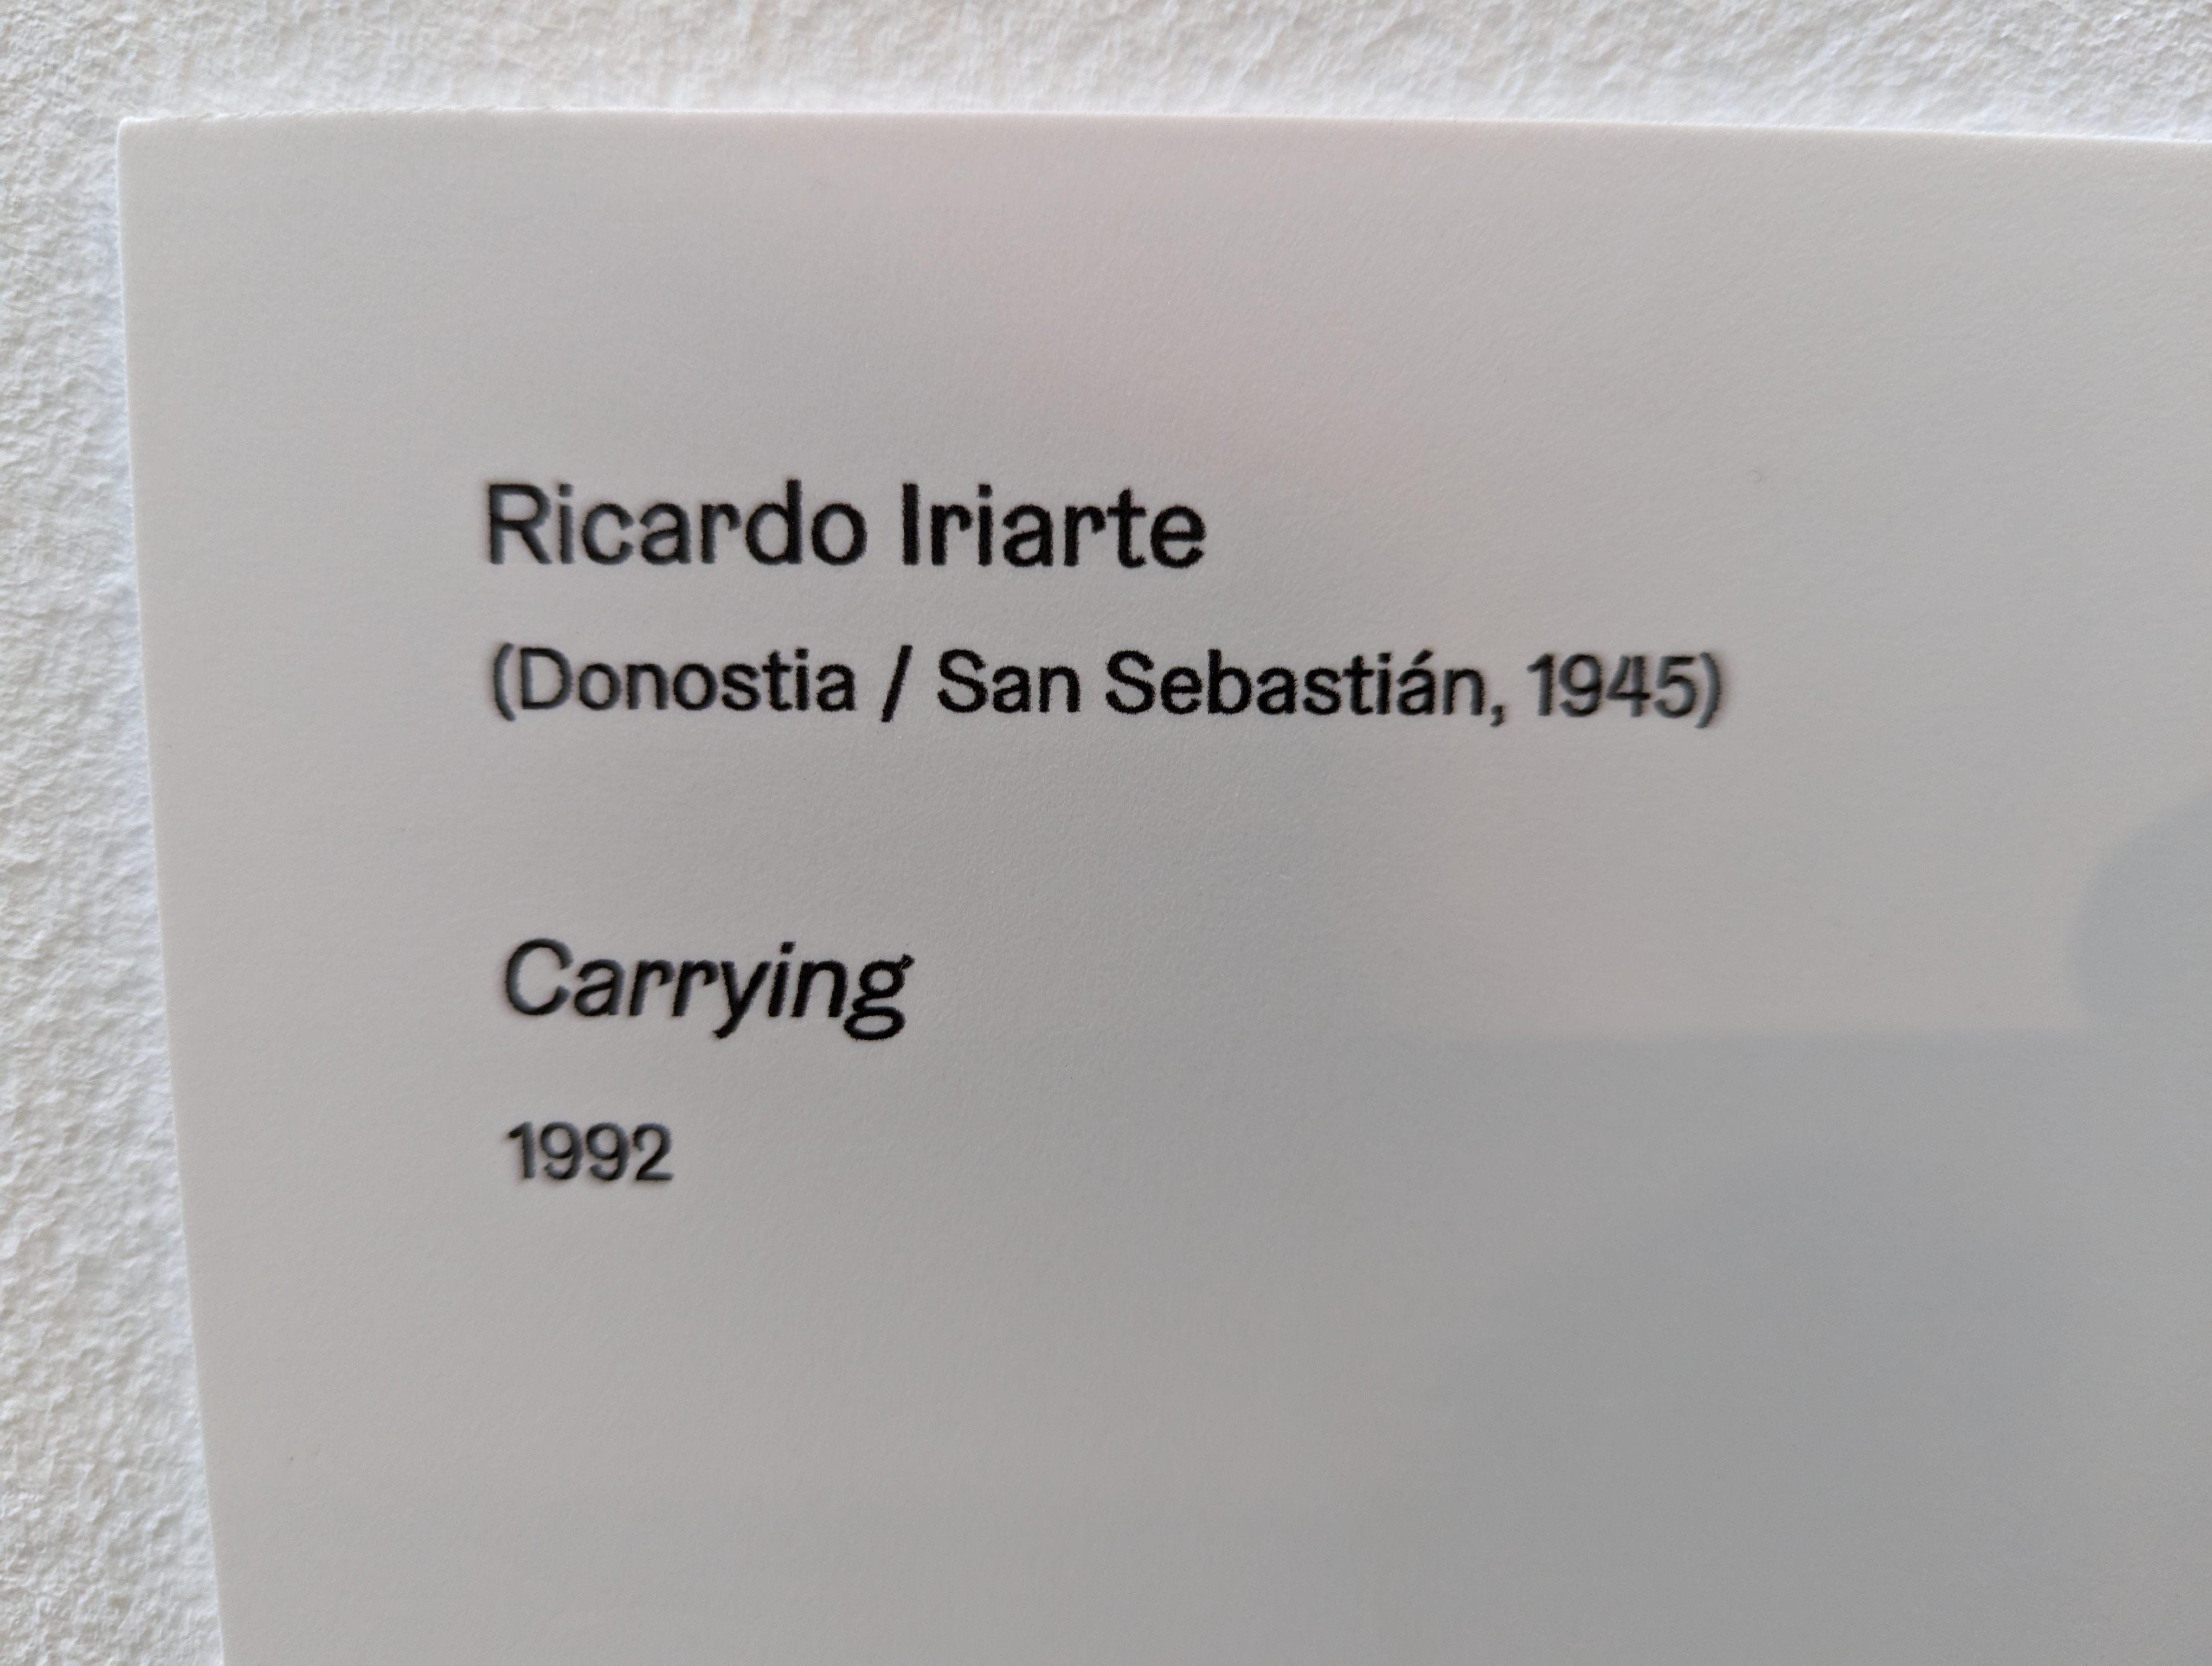 Ricardo Iriarte
(Donostia / San Sebastián, 1945)
Carrying
1992